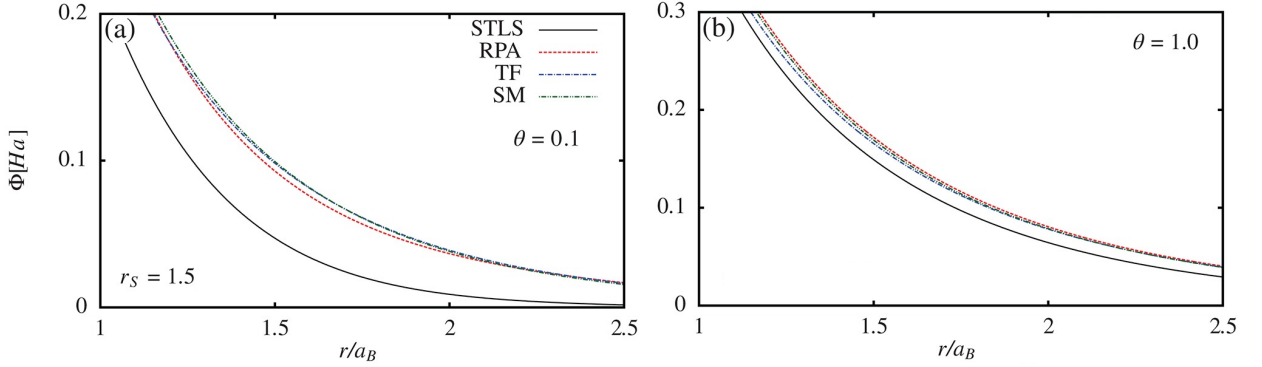 (a)
0.2
0.1
0
Φ[Ha]
STLS
RPA
TF
SM
θ = 0.1
r_S = 1.5
1
1.5
2
2.5
r/a_B
(b)
0.3
0.2
0.1
0
θ = 1.0
1
1.5
2
2.5
r/a_B